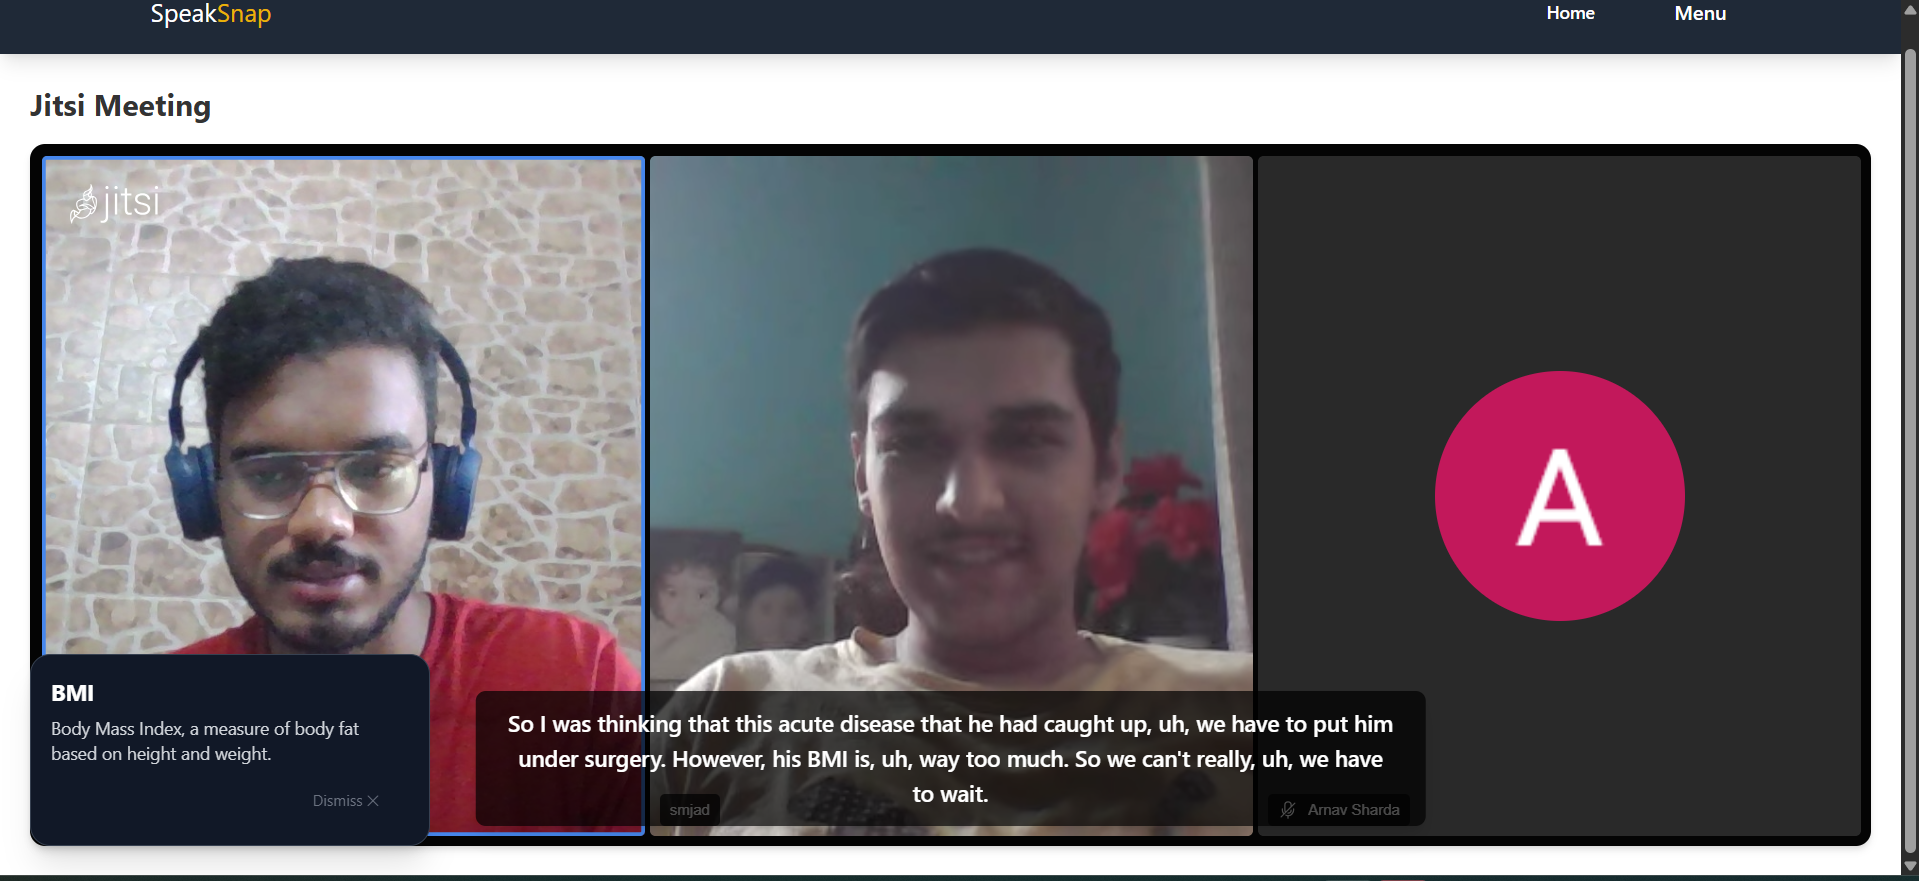 SpeakSnap
Home
Menu
Jitsi Meeting
jitsi
A
BMI
Body Mass Index, a measure of body fat
based on height and weight.
Dismiss
So I was thinking that this acute disease that he had caught up, uh, we have to put him
under surgery. However, his BMI is, uh, way too much. So we can't really, uh, we have
to wait.
smjad
Arnav Sharda